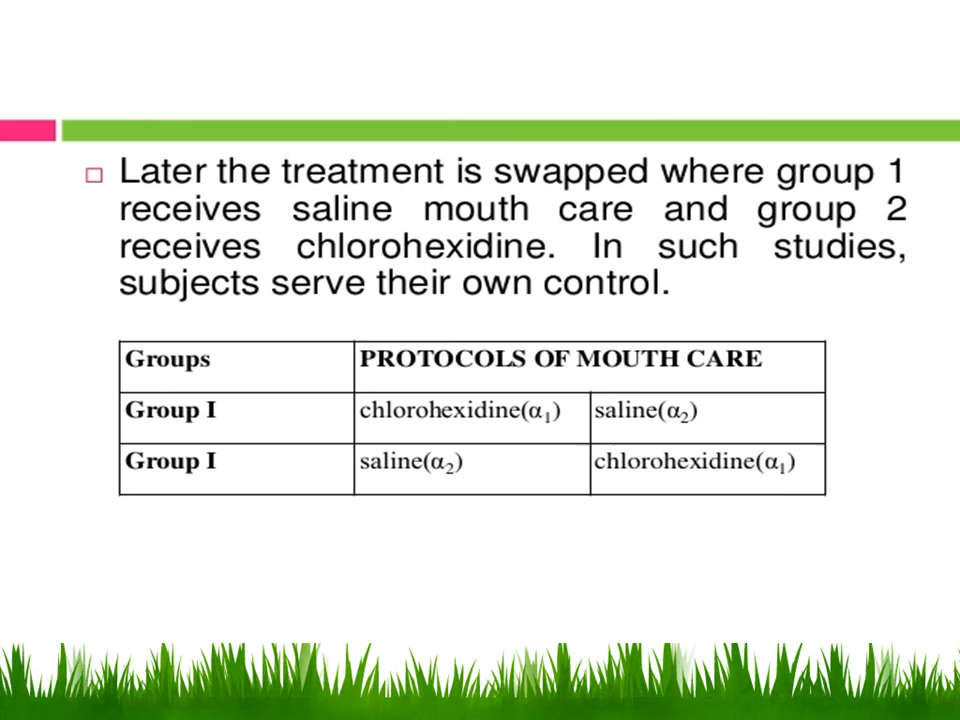 Later the treatment is swapped where group 1
receives saline mouth care and group 2
receives chlorohexidine. In such studies,
subjects serve their own control.
Groups PROTOCOLS OF MOUTH CARE
Group I chlorohexidine(α₁) saline(α₂)
Group I saline(α₂) chlorohexidine(α₁)